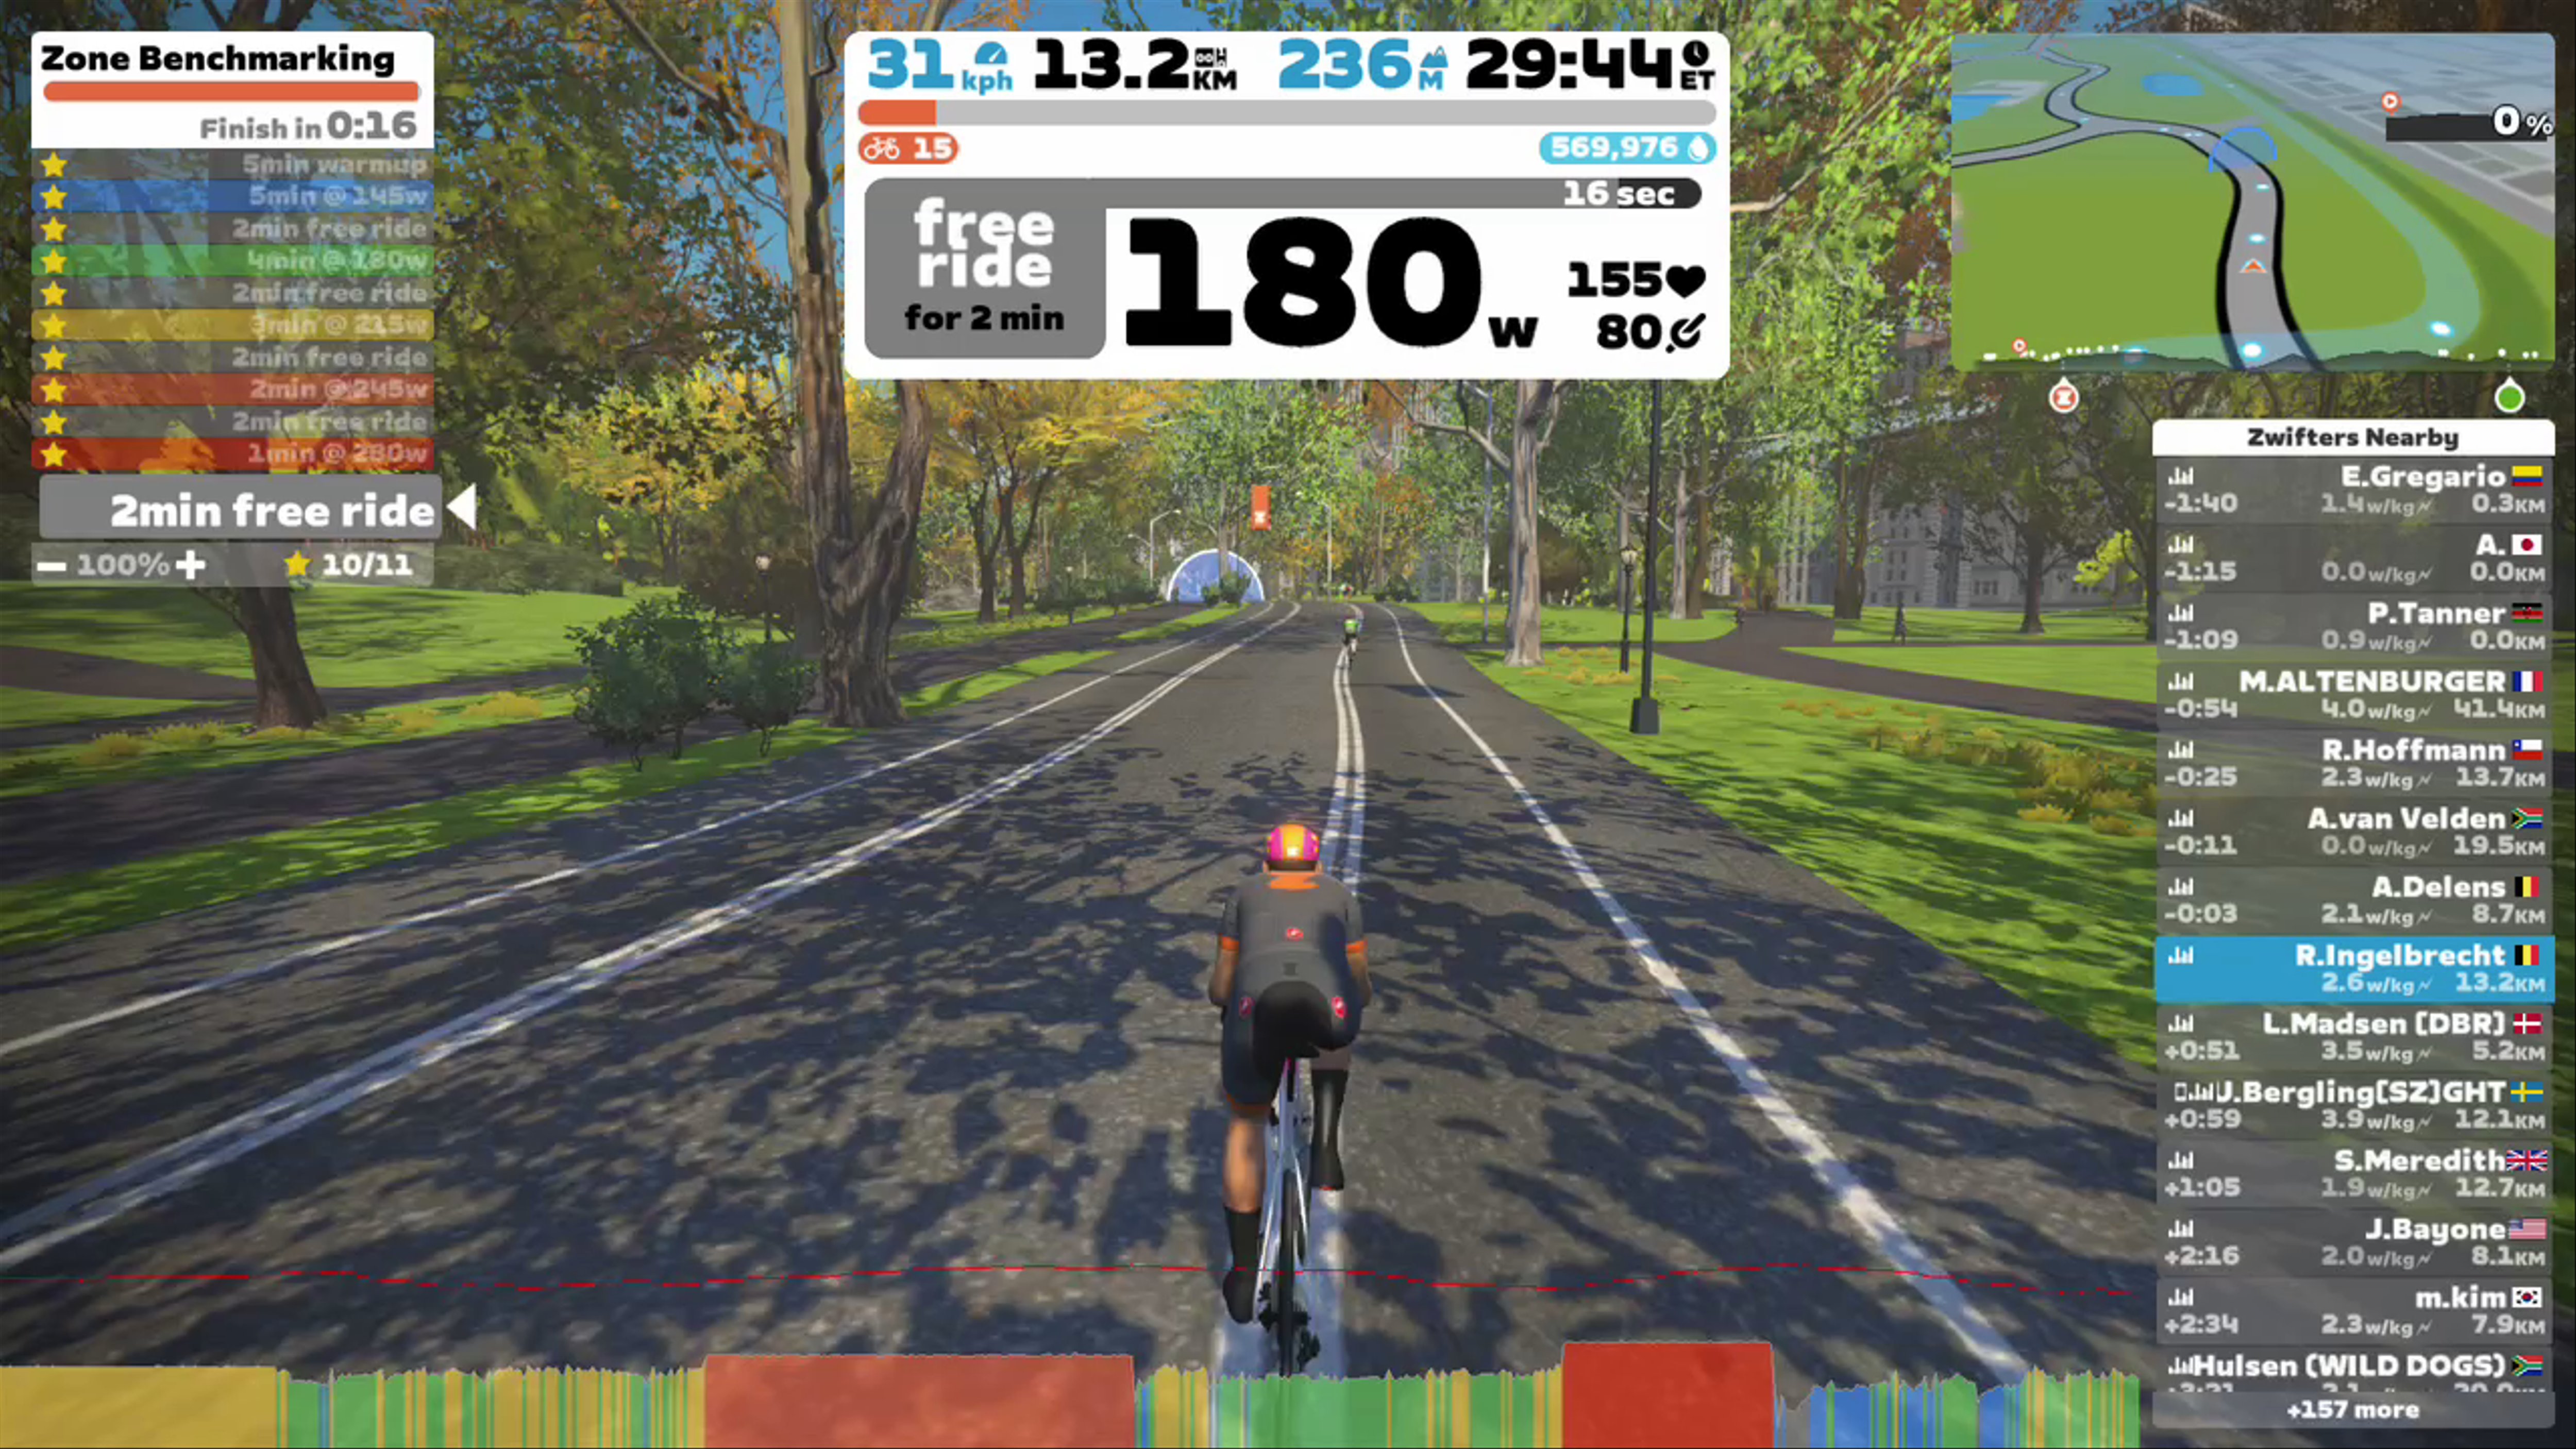 Zone Benchmarking
Finish in 0:16
5min warmup
5min @ 145w
2min free ride
4min @ 180w
2min free ride
3min @ 215w
2min free ride
2min @ 245w
2min free ride
1min @ 280w
2min free ride
100% 10/11
31 kph 13.2 KM 236 M 29:44 ET
15 569,976
16 sec
free ride for 2 min
180 w
155
80
0 %
Zwifters Nearby
E.Gregario
-1:40 1.4 w/kg 0.3 KM
A.
-1:15 0.0 w/kg 0.0 KM
P.Tanner
-1:09 0.9 w/kg 0.0 KM
M.ALTENBURGER
-0:54 4.0 w/kg 41.4 KM
R.Hoffmann
-0:25 2.3 w/kg 13.7 KM
A.van Velden
-0:11 0.0 w/kg 19.5 KM
A.Delens
-0:03 2.1 w/kg 8.7 KM
R.Ingelbrecht
2.6 w/kg 13.2 KM
L.Madsen (DBR)
+0:51 3.5 w/kg 5.2 KM
J.Bergling[SZ]GHT
+0:59 3.9 w/kg 12.1 KM
S.Meredith
+1:05 1.9 w/kg 12.7 KM
J.Bayone
+2:16 2.0 w/kg 8.1 KM
m.kim
+2:34 2.3 w/kg 7.9 KM
Hulsen (WILD DOGS)
+157 more